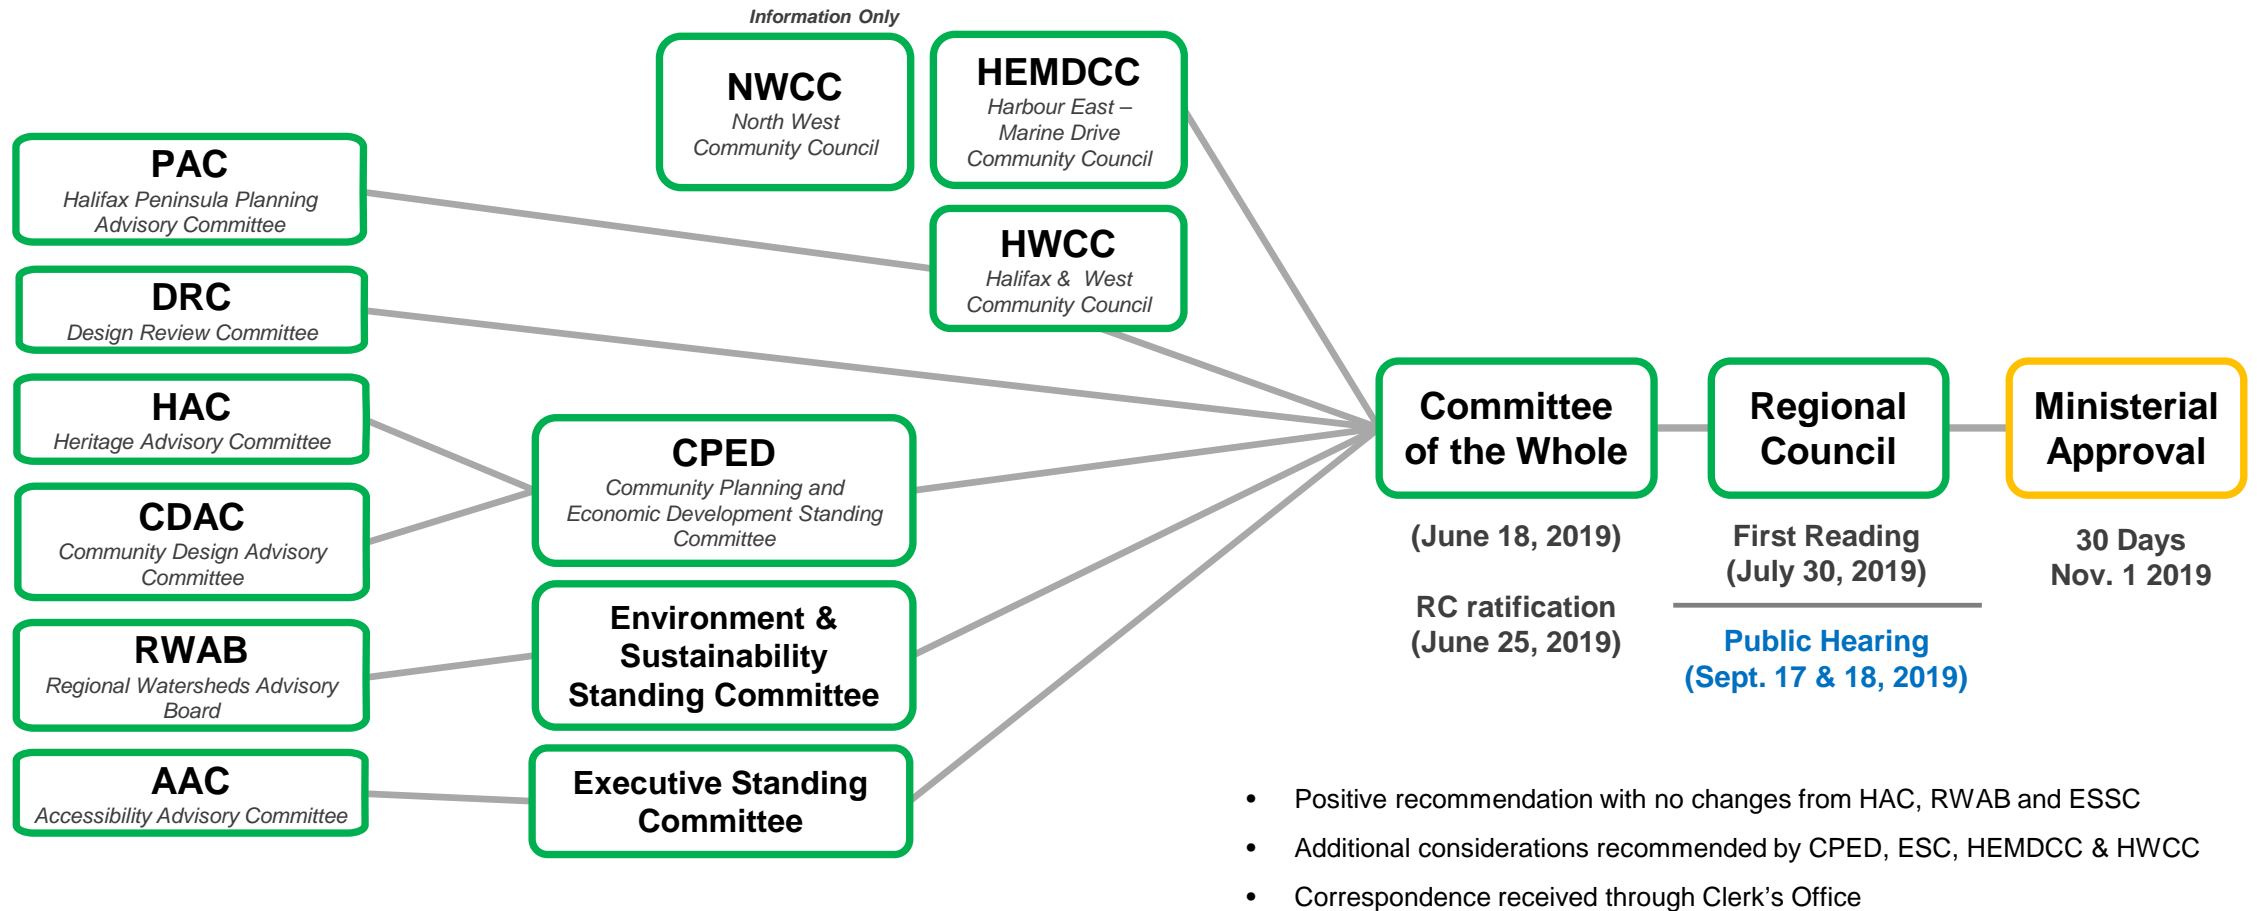 Information Only
NWCC
North West
Community Council
HEMDCC
Harbour East –
Marine Drive
Community Council
PAC
Halifax Peninsula Planning
Advisory Committee
HWCC
Halifax & West
Community Council
DRC
Design Review Committee
HAC
Heritage Advisory Committee
CPED
Community Planning and
Economic Development Standing
Committee
CDAC
Community Design Advisory
Committee
Environment &
Sustainability
Standing Committee
RWAB
Regional Watersheds Advisory
Board
AAC
Accessibility Advisory Committee
Executive Standing
Committee
Committee
of the Whole
(June 18, 2019)
RC ratification
(June 25, 2019)
Regional
Council
First Reading
(July 30, 2019)
Public Hearing
(Sept. 17 & 18, 2019)
Ministerial
Approval
30 Days
Nov. 1 2019
• Positive recommendation with no changes from HAC, RWAB and ESSC
• Additional considerations recommended by CPED, ESC, HEMDCC & HWCC
• Correspondence received through Clerk's Office